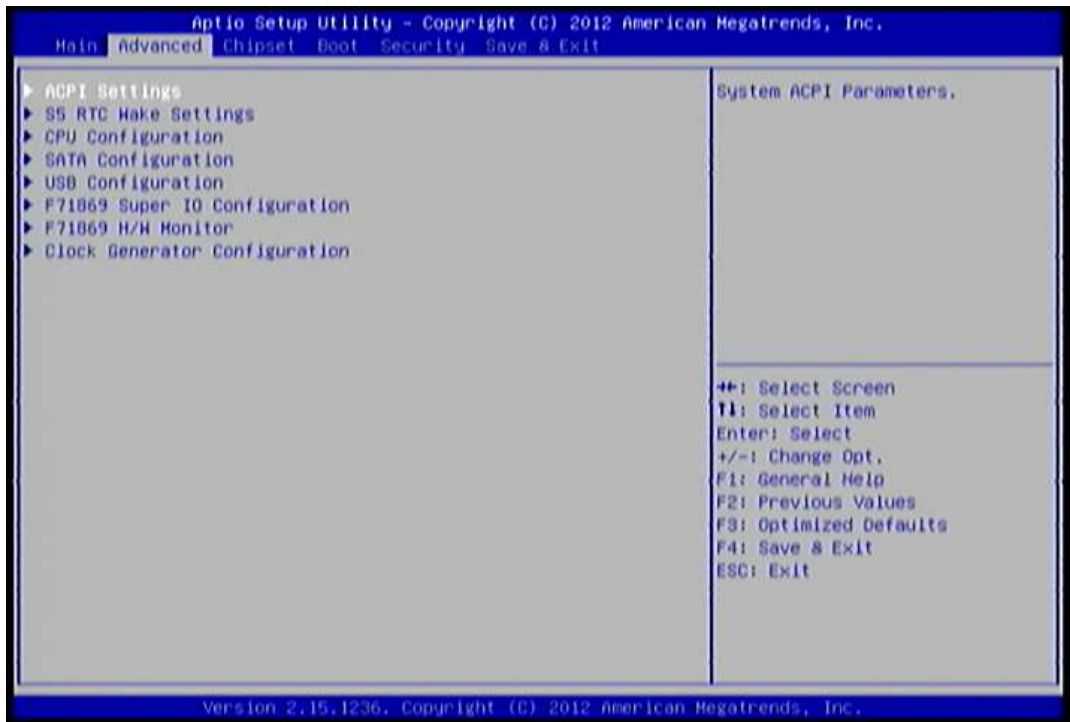 Aptio Setup Utility - Copyright (C) 2012 American Megatrends, Inc.
Main Advanced Chipset Boot Security Save & Exit
► ACPI Settings
► S5 RTC Wake Settings
► CPU Configuration
► SATA Configuration
► USB Configuration
► F71869 Super IO Configuration
► F71869 H/W Monitor
► Clock Generator Configuration
System ACPI Parameters.
→←: Select Screen
↑↓: Select Item
Enter: Select
+/-: Change Opt.
F1: General Help
F2: Previous Values
F3: Optimized Defaults
F4: Save & Exit
ESC: Exit
Version 2.15.1236. Copyright (C) 2012 American Megatrends, Inc.